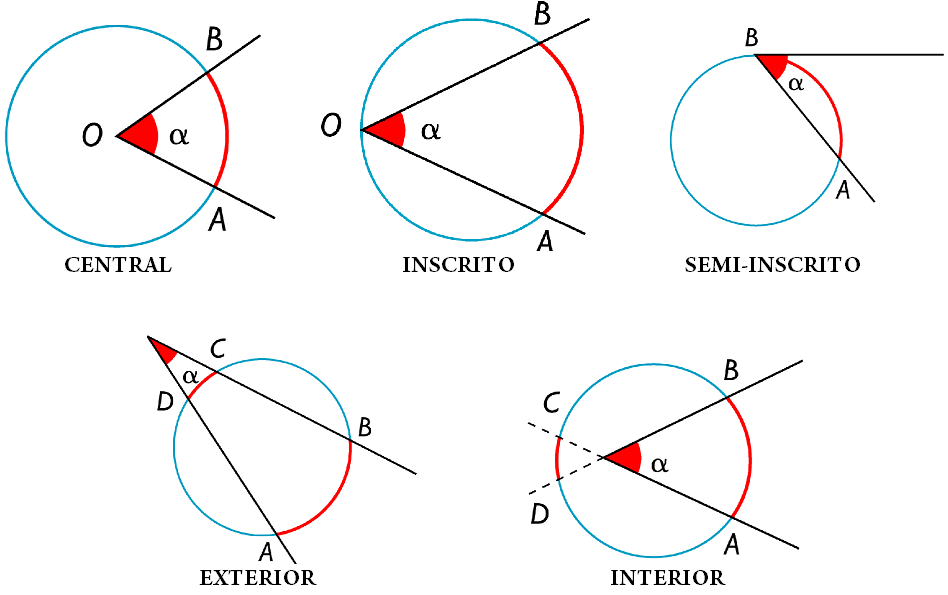 B
O
α
A
CENTRAL
B
O
α
A
INSCRITO
B
α
A
SEMI-INSCRITO
C
α
D
B
A
EXTERIOR
B
C
α
D
A
INTERIOR